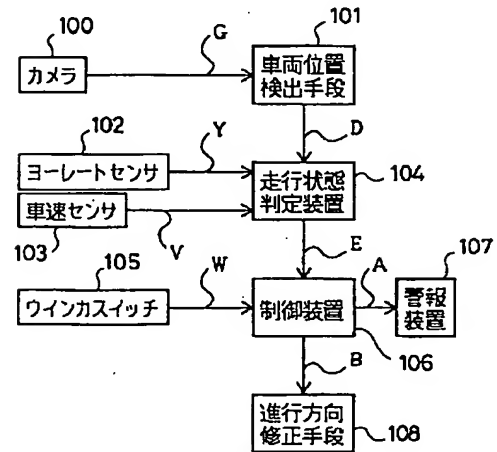 100
カメラ
G
101
車両位置
検出手段
D
102
ヨーレートセンサ
Y
車速センサ
103
V
走行状態
判定装置
104
E
105
ウインカスイッチ
W
制御装置
106
A
107
警報
装置
B
進行方向
修正手段
108